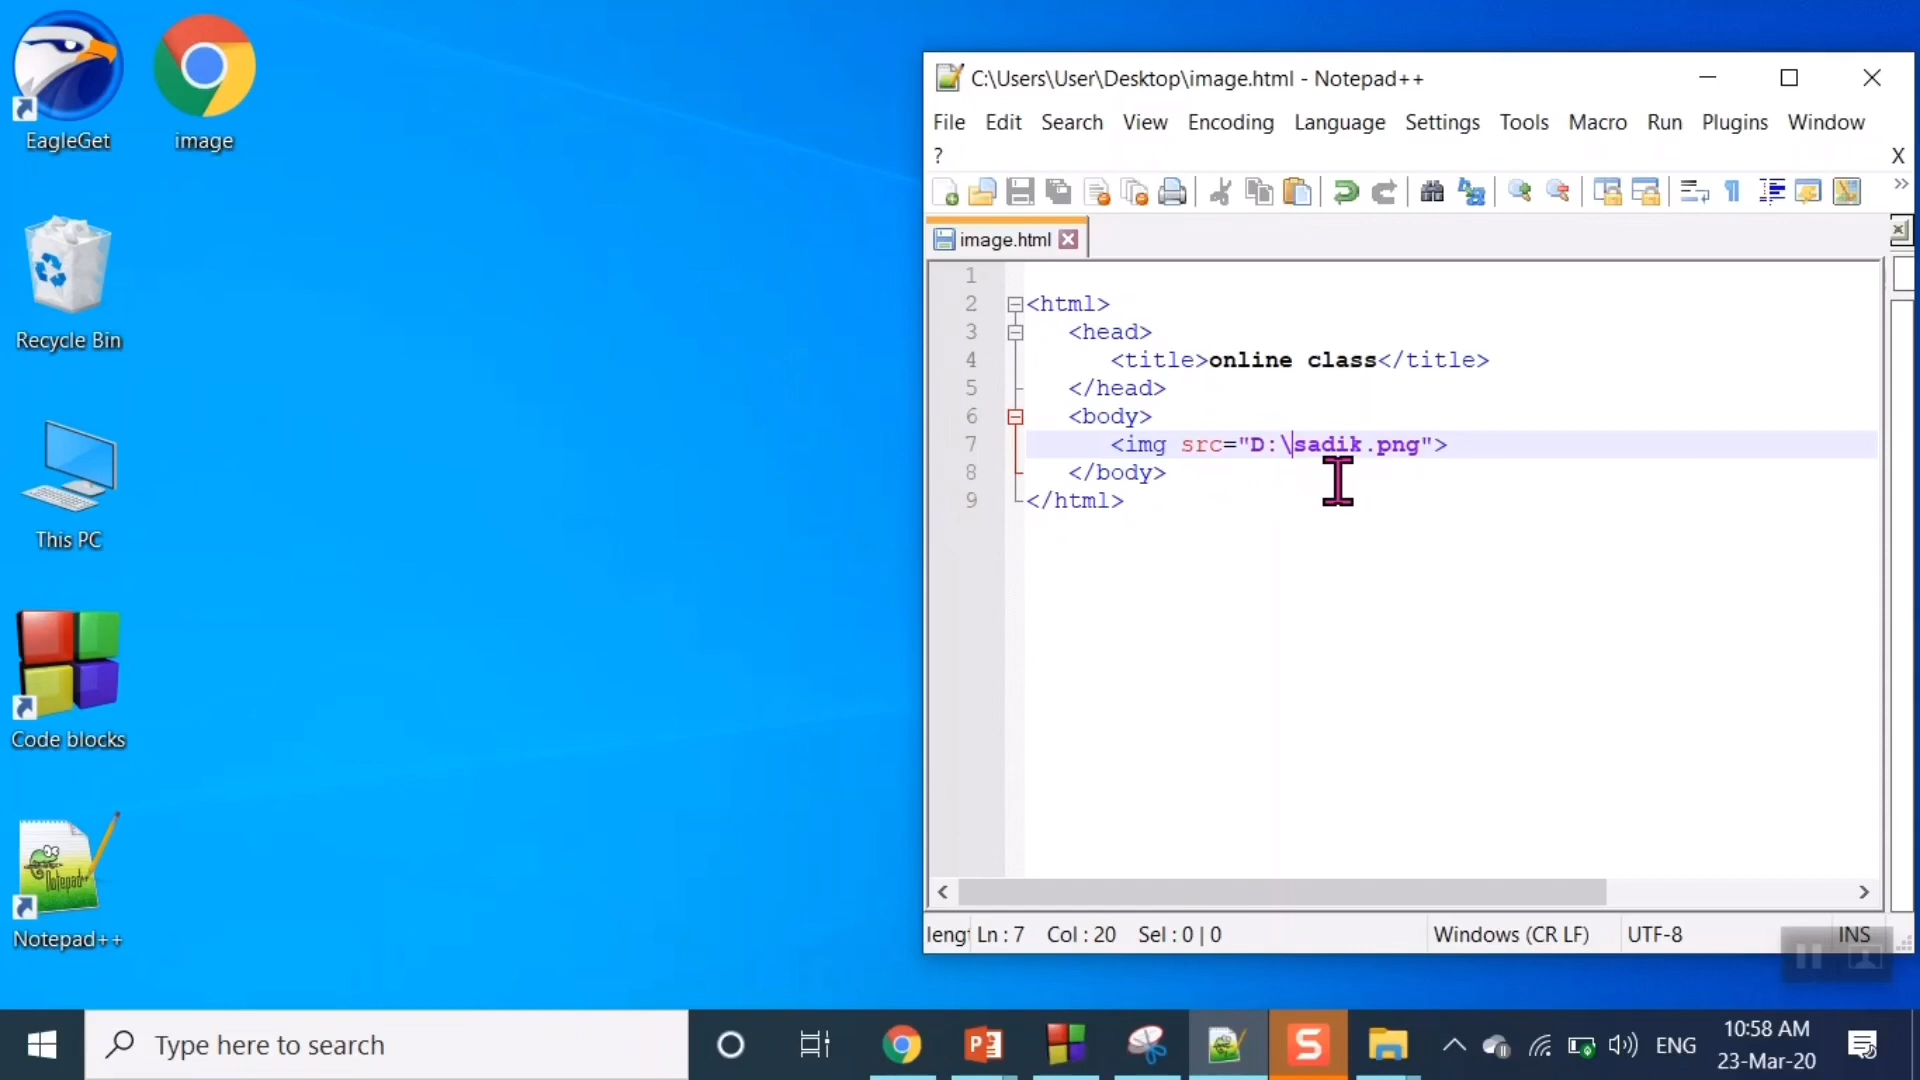 EagleGet
image
Recycle Bin
This PC
Code blocks
Notepad++
C:\Users\User\Desktop\image.html - Notepad++
File Edit Search View Encoding Language Settings Tools Macro Run Plugins Window
? X
image.html
1
2 <html>
3 <head>
4 <title>online class</title>
5 </head>
6 <body>
7 <img src="D:\sadik.png">
8 </body>
9 </html>
leng Ln : 7 Col : 20 Sel : 0 | 0 Windows (CR LF) UTF-8 INS
Type here to search
ENG
10:58 AM
23-Mar-20